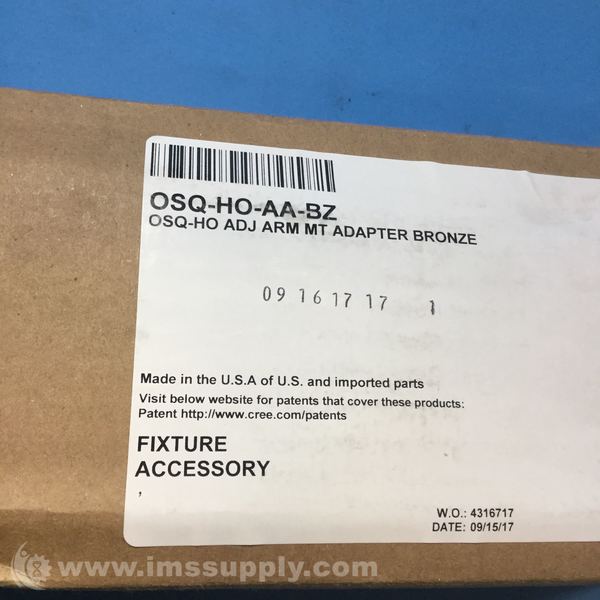 OSQ-HO-AA-BZ
OSQ-HO ADJ ARM MT ADAPTER BRONZE
09 16 17 17 1
Made in the U.S.A of U.S. and imported parts
Visit below website for patents that cover these products:
Patent http://www.cree.com/patents
FIXTURE
ACCESSORY
,
W.O.: 4316717
DATE: 09/15/17
www.imssupply.com